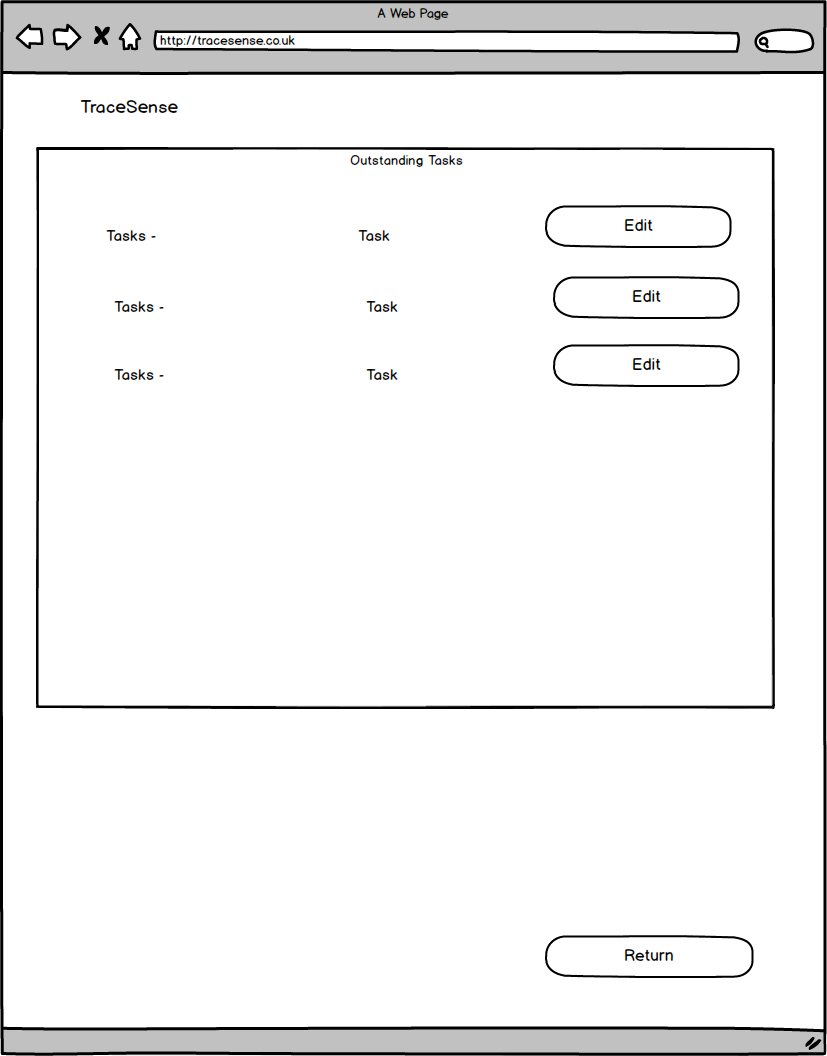 A Web Page
http://tracesense.co.uk
TraceSense
Outstanding Tasks
Tasks - Task Edit
Tasks - Task Edit
Tasks - Task Edit
Return